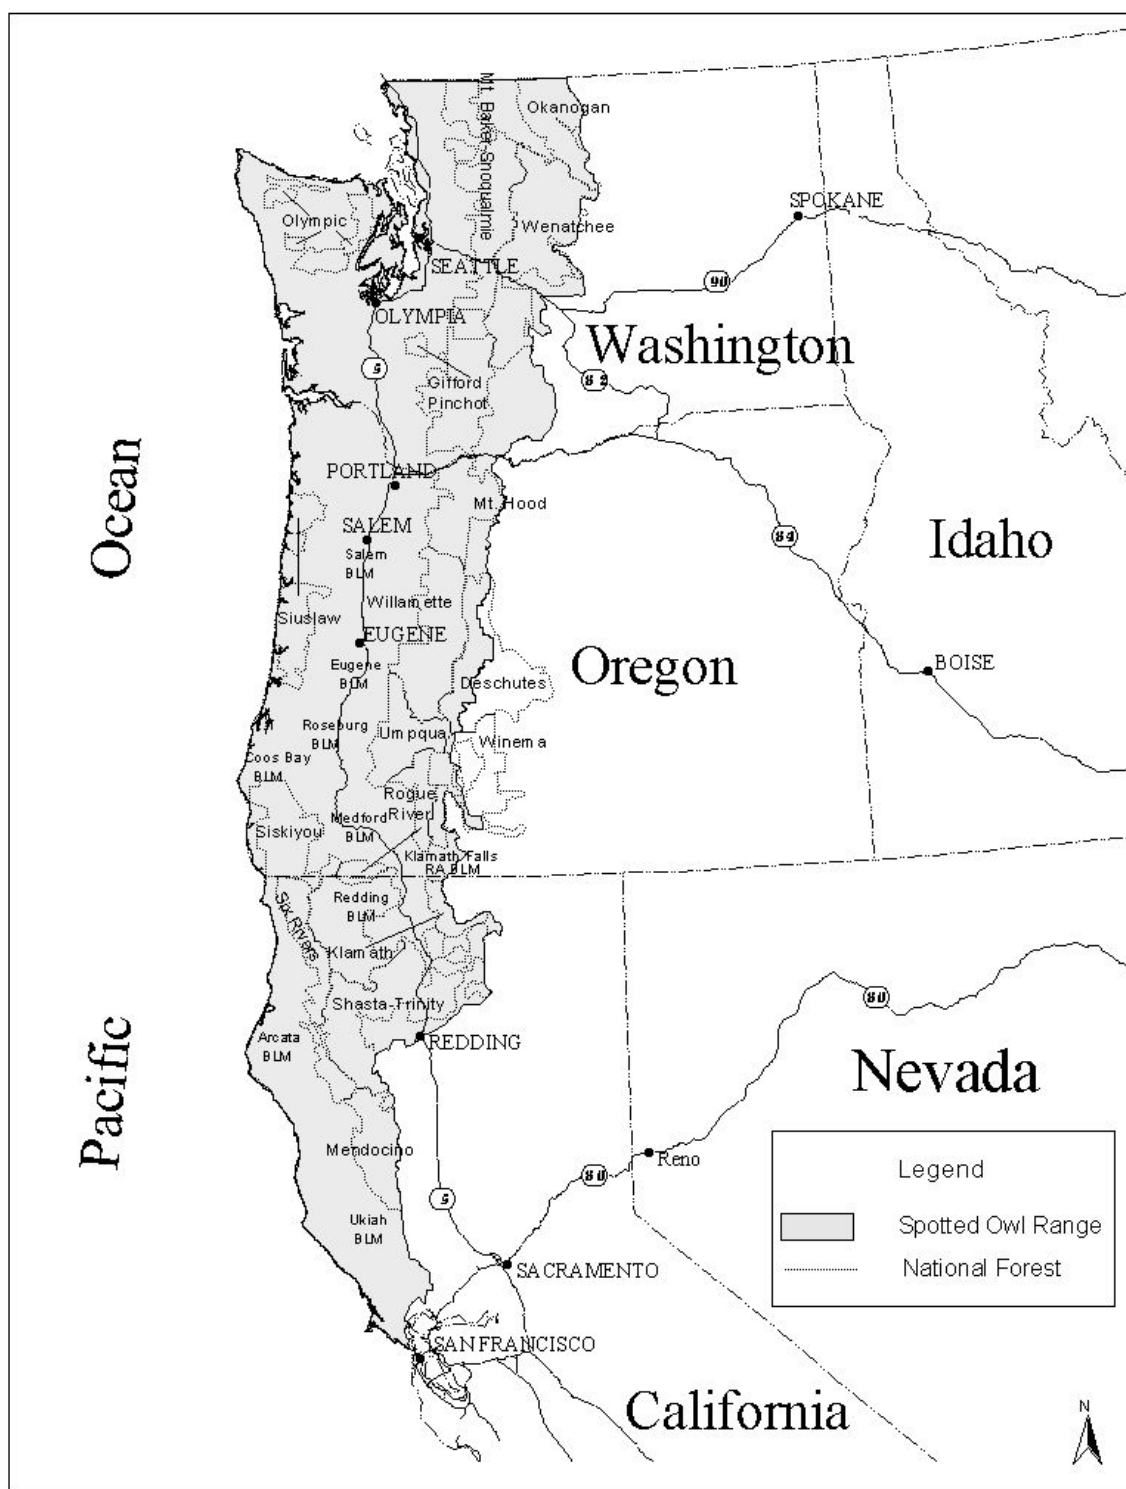 Mt. Baker-Snoqualmie
Okanogan
Olympic
Wenatchee
SPOKANE
SEATTLE
90
OLYMPIA
Washington
5
82
Gifford
Pinchot
Ocean
PORTLAND
Mt. Hood
SALEM
84
Idaho
Salem
BLM
Willamette
Siuslaw
EUGENE
Eugene
BLM
Oregon
BOISE
Deschutes
Roseburg
BLM
Umpqua
Winema
Coos Bay
BLM
Rogue
River
Medford
BLM
Siskiyou
Klamath Falls
RA BLM
Redding
BLM
Six Rivers
Klamath
Shasta-Trinity
80
Arcata
BLM
REDDING
Pacific
Nevada
Mendocino
Reno
80
5
Ukiah
BLM
SACRAMENTO
Legend
Spotted Owl Range
National Forest
SAN FRANCISCO
California
N